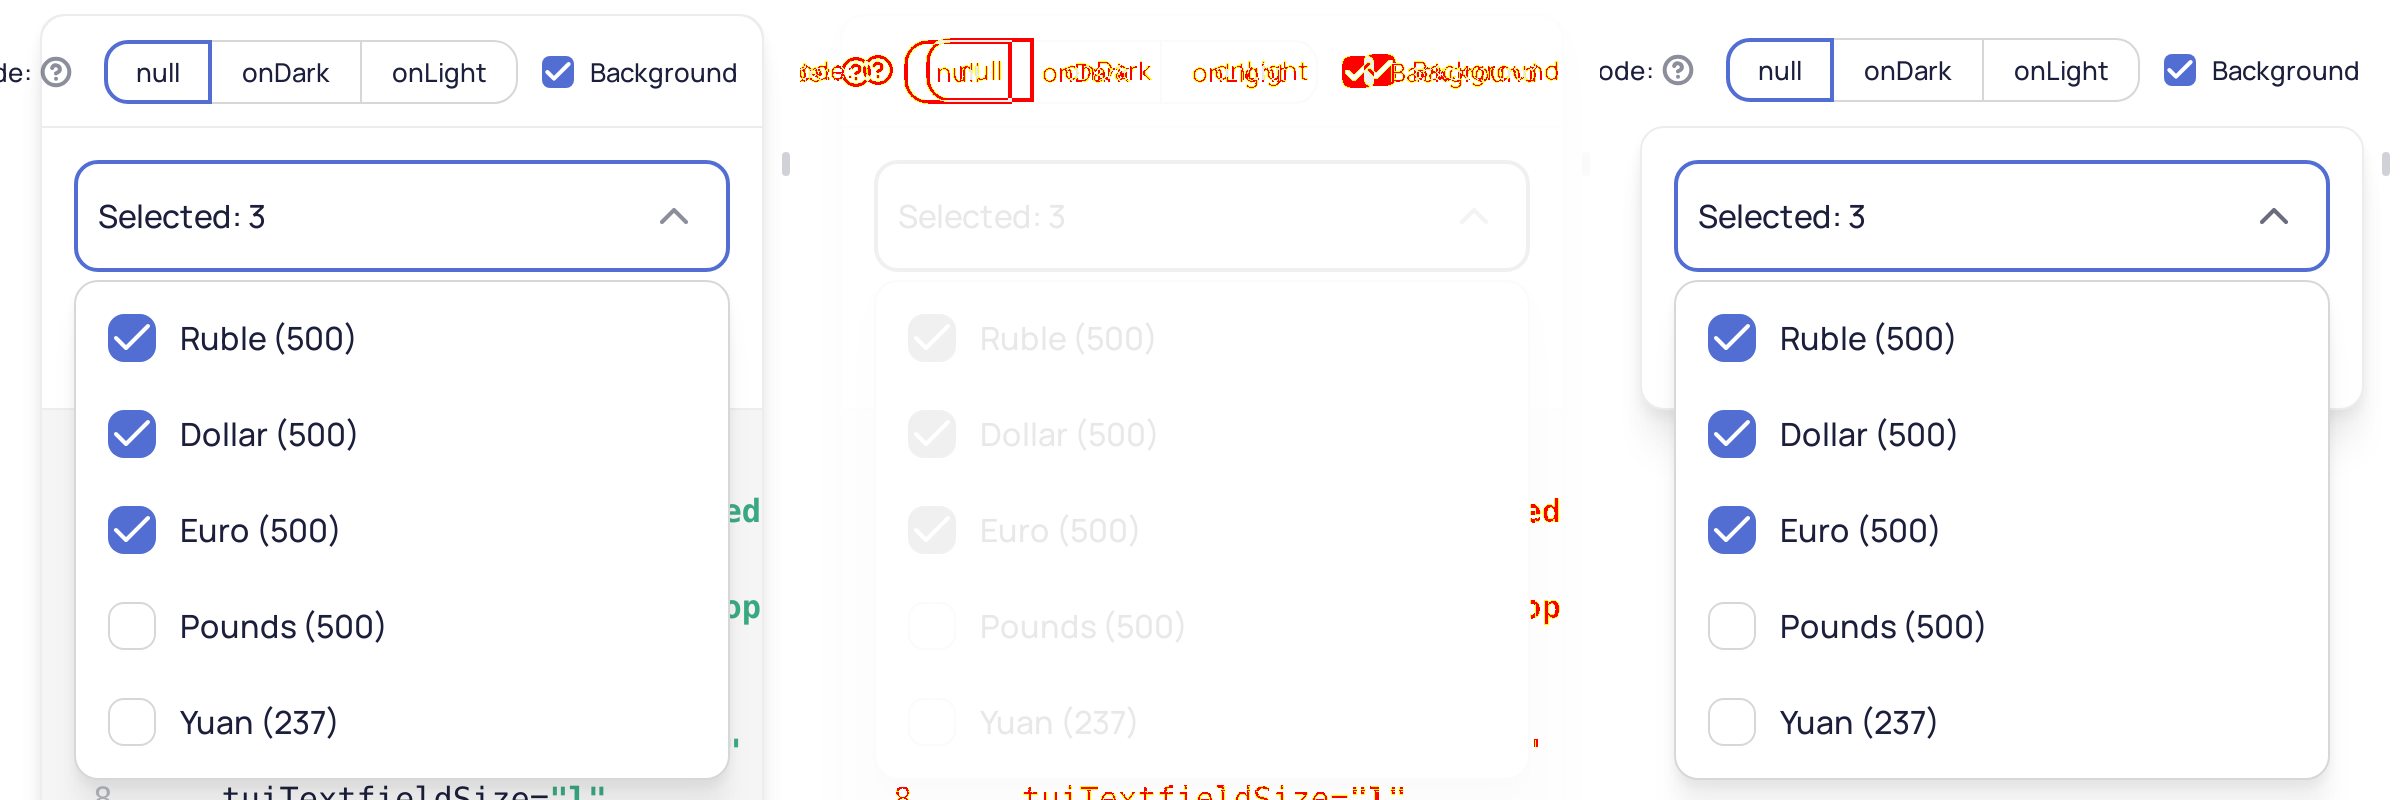 de: null onDark onLight Background
Selected: 3
Ruble (500)
Dollar (500)
Euro (500)
Pounds (500)
Yuan (237)
ed
op
8 tuiTextfieldSize="l"
null onDark onLight Background
Selected: 3
Ruble (500)
Dollar (500)
Euro (500)
Pounds (500)
Yuan (237)
ed
op
8 tuiTextfieldSize="l"
ode: null onDark onLight Background
Selected: 3
Ruble (500)
Dollar (500)
Euro (500)
Pounds (500)
Yuan (237)